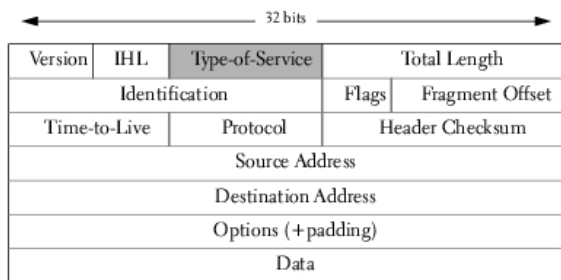 32 bits
Version IHL Type-of-Service Total Length
Identification Flags Fragment Offset
Time-to-Live Protocol Header Checksum
Source Address
Destination Address
Options (+padding)
Data